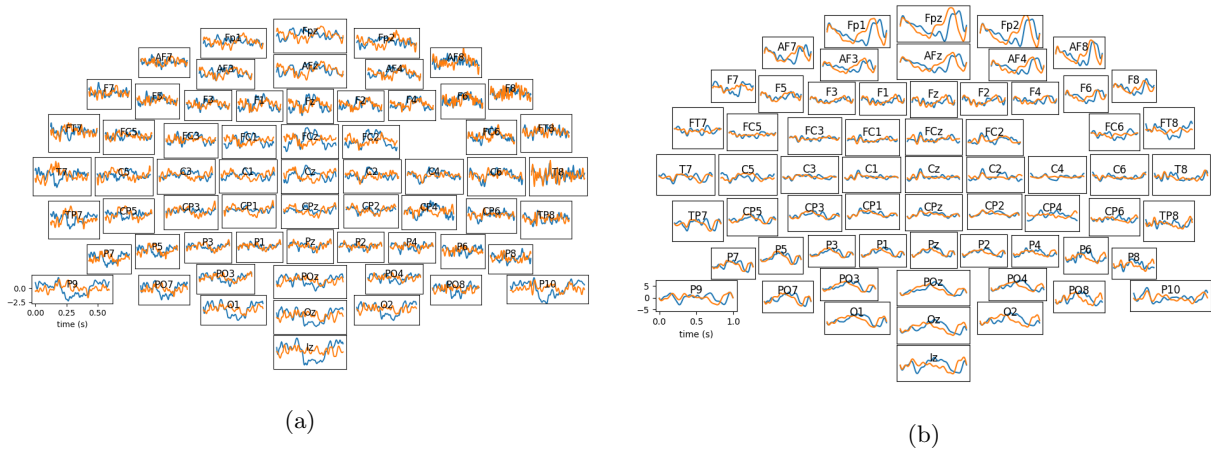 Fpz
Fp1 Fp2
AF7 AF3 AFz AF4 AF8
F7 F5 F3 F1 Fz F2 F4 F6 F8
FT7 FC5 FC3 FC1 FCz FC2 FC6 FT8
T7 C5 C3 C1 Cz C2 C4 C6 T8
TP7 CP5 CP3 CP1 CPz CP2 CP4 CP6 TP8
P7 P5 P3 P1 Pz P2 P4 P6 P8
P9 PO7 PO3 POz PO4 PO8 P10
0.0
−2.5
O1 Oz O2
0.00 0.25 0.50
time (s)
Iz
(a)
Fpz
Fp1 Fp2
AF7 AF3 AFz AF4 AF8
F7 F5 F3 F1 Fz F2 F4 F6 F8
FT7 FC5 FC3 FC1 FCz FC2 FC6 FT8
T7 C5 C3 C1 Cz C2 C4 C6 T8
TP7 CP5 CP3 CP1 CPz CP2 CP4 CP6 TP8
P7 P5 P3 P1 Pz P2 P4 P6 P8
P9 PO7 PO3 POz PO4 PO8 P10
5
0
−5
O1 Oz O2
0.0 0.5 1.0
time (s)
Iz
(b)